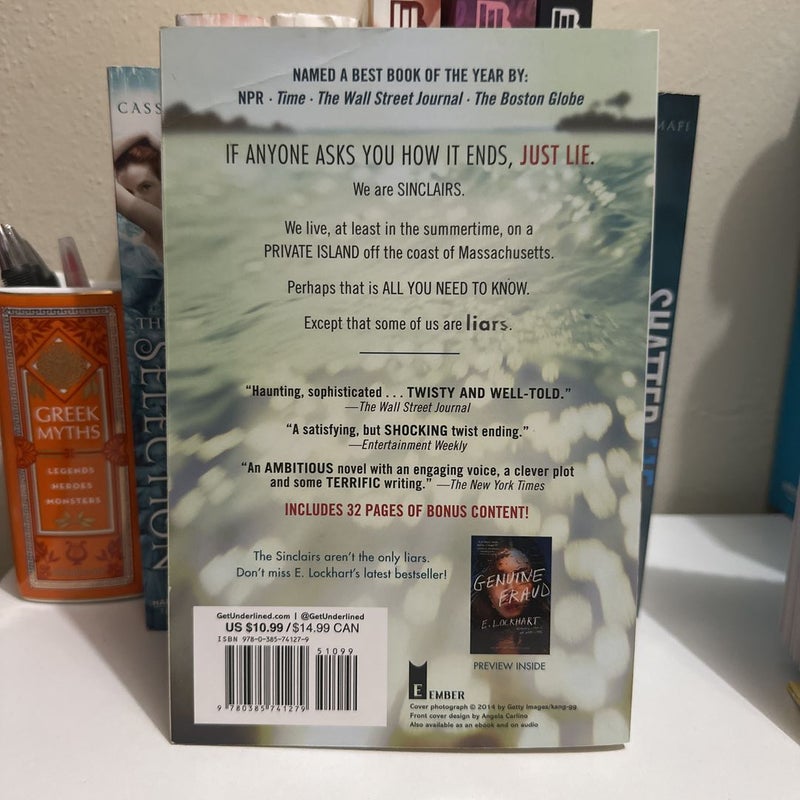 NAMED A BEST BOOK OF THE YEAR BY:
NPR · Time · The Wall Street Journal · The Boston Globe
IF ANYONE ASKS YOU HOW IT ENDS, JUST LIE.
We are SINCLAIRS.
We live, at least in the summertime, on a
PRIVATE ISLAND off the coast of Massachusetts.
Perhaps that is ALL YOU NEED TO KNOW.
Except that some of us are liars.
“Haunting, sophisticated . . . TWISTY AND WELL-TOLD.”
—The Wall Street Journal
“A satisfying, but SHOCKING twist ending.”
—Entertainment Weekly
“An AMBITIOUS novel with an engaging voice, a clever plot
and some TERRIFIC writing.” —The New York Times
INCLUDES 32 PAGES OF BONUS CONTENT!
The Sinclairs aren’t the only liars.
Don’t miss E. Lockhart’s latest bestseller!
GENUINE
FRAUD
E. LOCKHART
PREVIEW INSIDE
GetUnderlined.com | @GetUnderlined
US $10.99 / $14.99 CAN
ISBN 978-0-385-74127-9
51099
9 780385 741279
E EMBER
Cover photograph © 2014 by Getty Images/kang-gg
Front cover design by Angela Carlino
Also available as an ebook and on audio
GREEK
MYTHS
LEGENDS
HEROES
MONSTERS
CASS
TH
SELECTION
MAFI
SHATTER